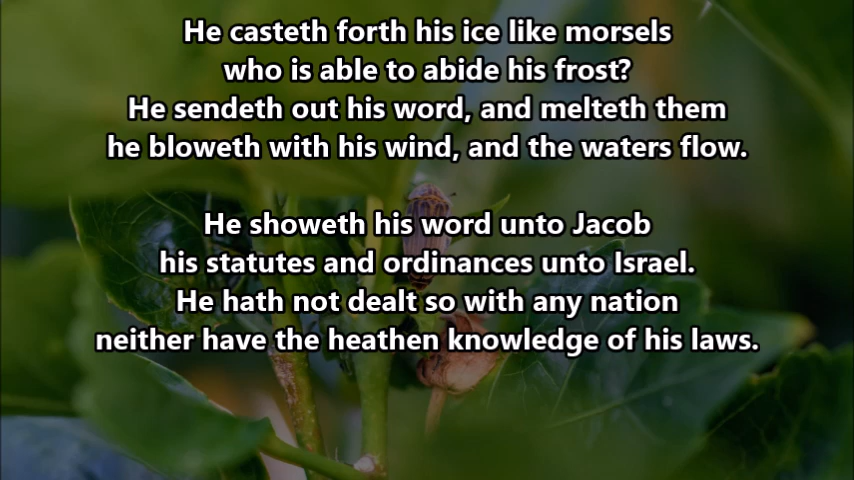 He casteth forth his ice like morsels
who is able to abide his frost?
He sendeth out his word, and melteth them
he bloweth with his wind, and the waters flow.
He showeth his word unto Jacob
his statutes and ordinances unto Israel.
He hath not dealt so with any nation
neither have the heathen knowledge of his laws.